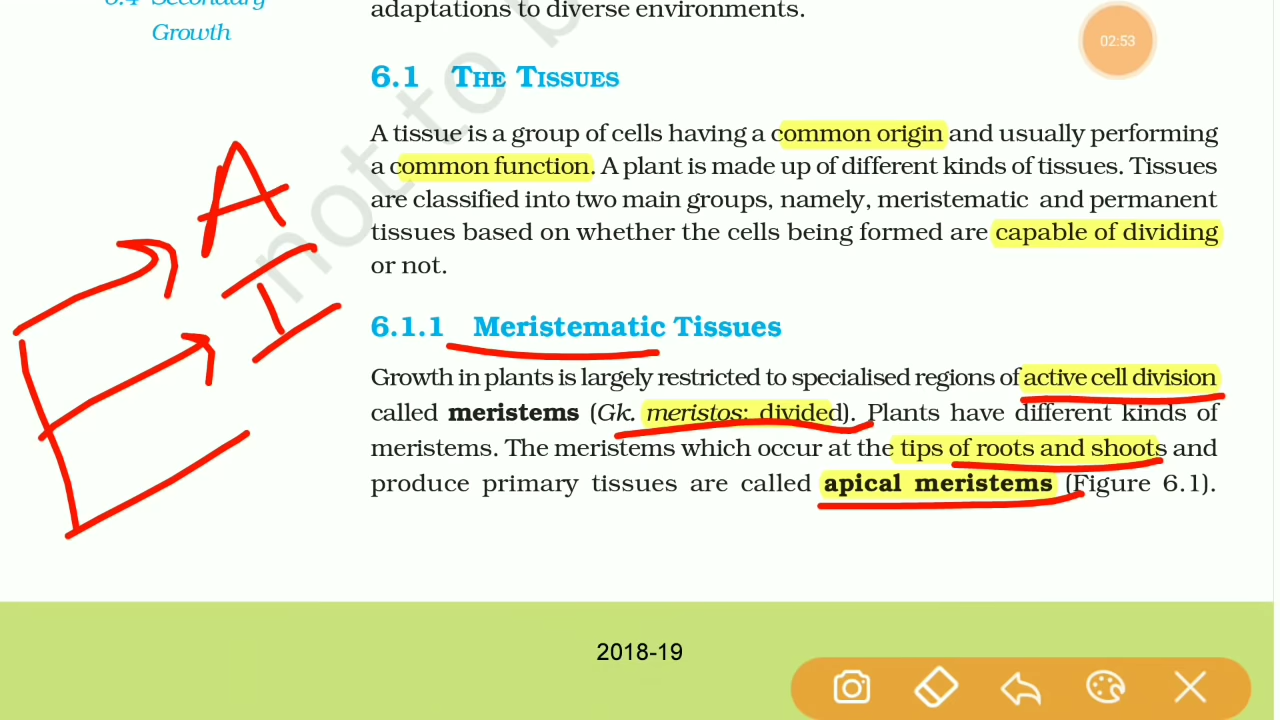 6.4 Secondary
Growth
adaptations to diverse environments.
02:53
6.1 THE TISSUES
A tissue is a group of cells having a common origin and usually performing
a common function. A plant is made up of different kinds of tissues. Tissues
are classified into two main groups, namely, meristematic and permanent
tissues based on whether the cells being formed are capable of dividing
or not.
A
I
6.1.1 Meristematic Tissues
Growth in plants is largely restricted to specialised regions of active cell division
called meristems (Gk. meristos: divided). Plants have different kinds of
meristems. The meristems which occur at the tips of roots and shoots and
produce primary tissues are called apical meristems (Figure 6.1).
not to b
2018-19